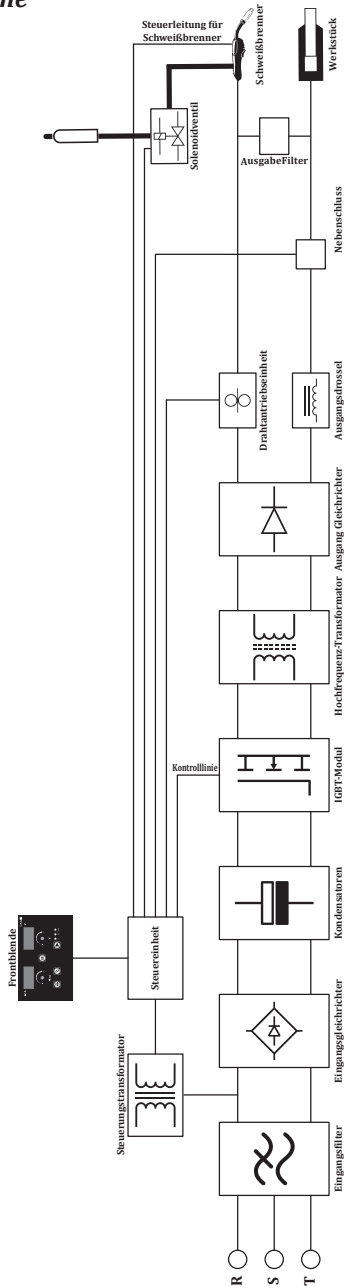 ne
Steuerleitung für
Schweißbrenner
Schweißbrenner
Werkstück
Solenoidventil
AusgabeFilter
Nebenschluss
Drahtantriebseinheit
Ausgangsdrossel
Ausgang Gleichrichter
Hochfrequenz-Transformator
Kontrolllinie
IGBT-Modul
Frontblende
Steuereinheit
Kondensatoren
Steuerungstransformator
Eingangsgleichrichter
Eingangsfilter
R
S
T